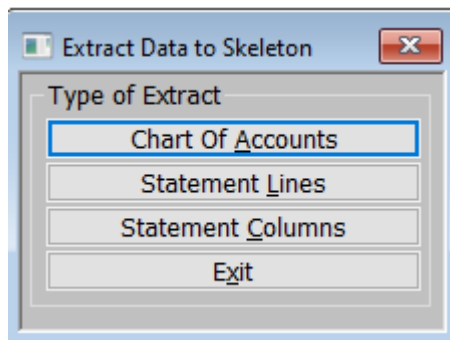 Extract Data to Skeleton
Type of Extract
Chart Of Accounts
Statement Lines
Statement Columns
Exit